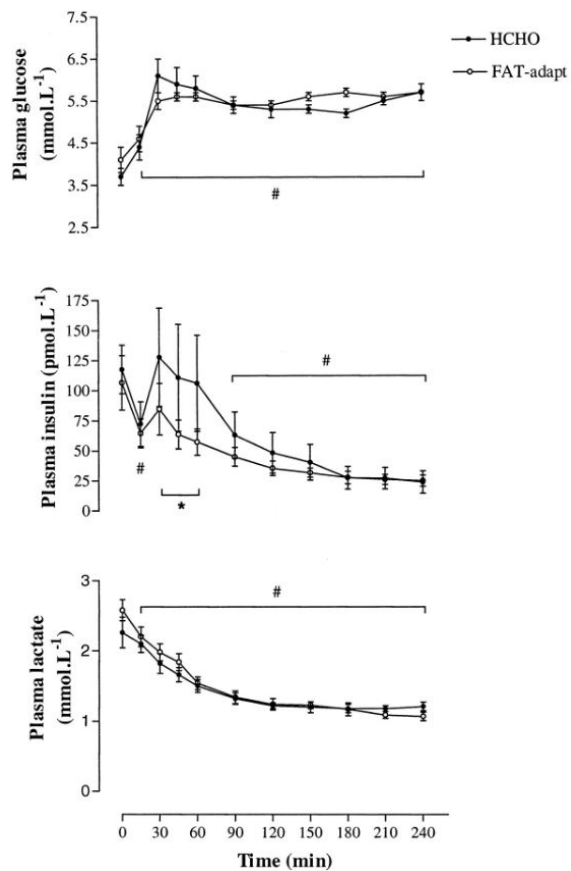 HCHO
FAT-adapt
Plasma glucose
(mmol.L-1)
7.5
6.5
5.5
4.5
3.5
2.5
#
Plasma insulin (pmol.L-1)
175
150
125
100
75
50
25
0
#
#
*
Plasma lactate
(mmol.L-1)
3
2
1
0
#
0 30 60 90 120 150 180 210 240
Time (min)